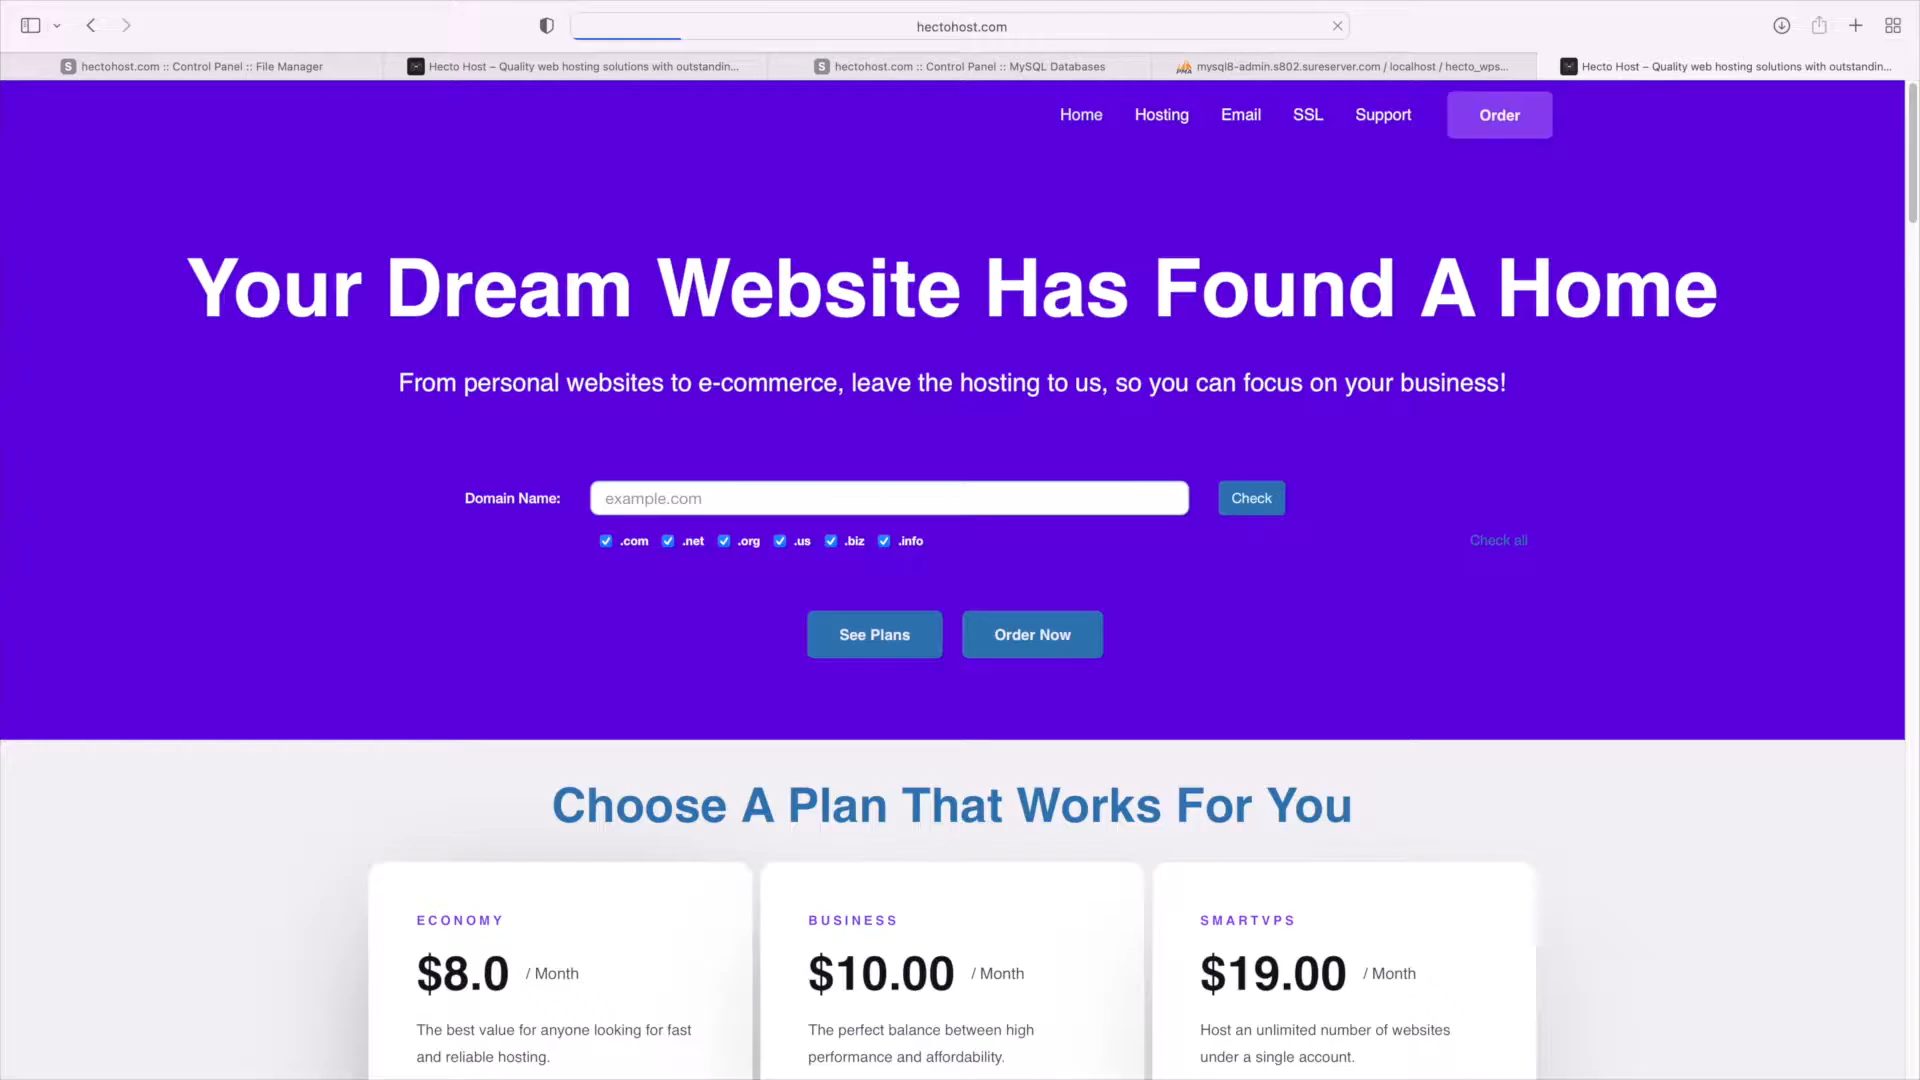 hectohost.com
S hectohost.com :: Control Panel :: File Manager
Hecto Host – Quality web hosting solutions with outstandin...
S hectohost.com :: Control Panel :: MySQL Databases
PMA mysql8-admin.s802.sureserver.com / localhost / hecto_wps...
Hecto Host – Quality web hosting solutions with outstandin...
Home Hosting Email SSL Support Order
Your Dream Website Has Found A Home
From personal websites to e-commerce, leave the hosting to us, so you can focus on your business!
Domain Name: example.com Check
.com .net .org .us .biz .info Check all
See Plans Order Now
Choose A Plan That Works For You
ECONOMY
$8.0 / Month
The best value for anyone looking for fast
and reliable hosting.
BUSINESS
$10.00 / Month
The perfect balance between high
performance and affordability.
SMARTVPS
$19.00 / Month
Host an unlimited number of websites
under a single account.